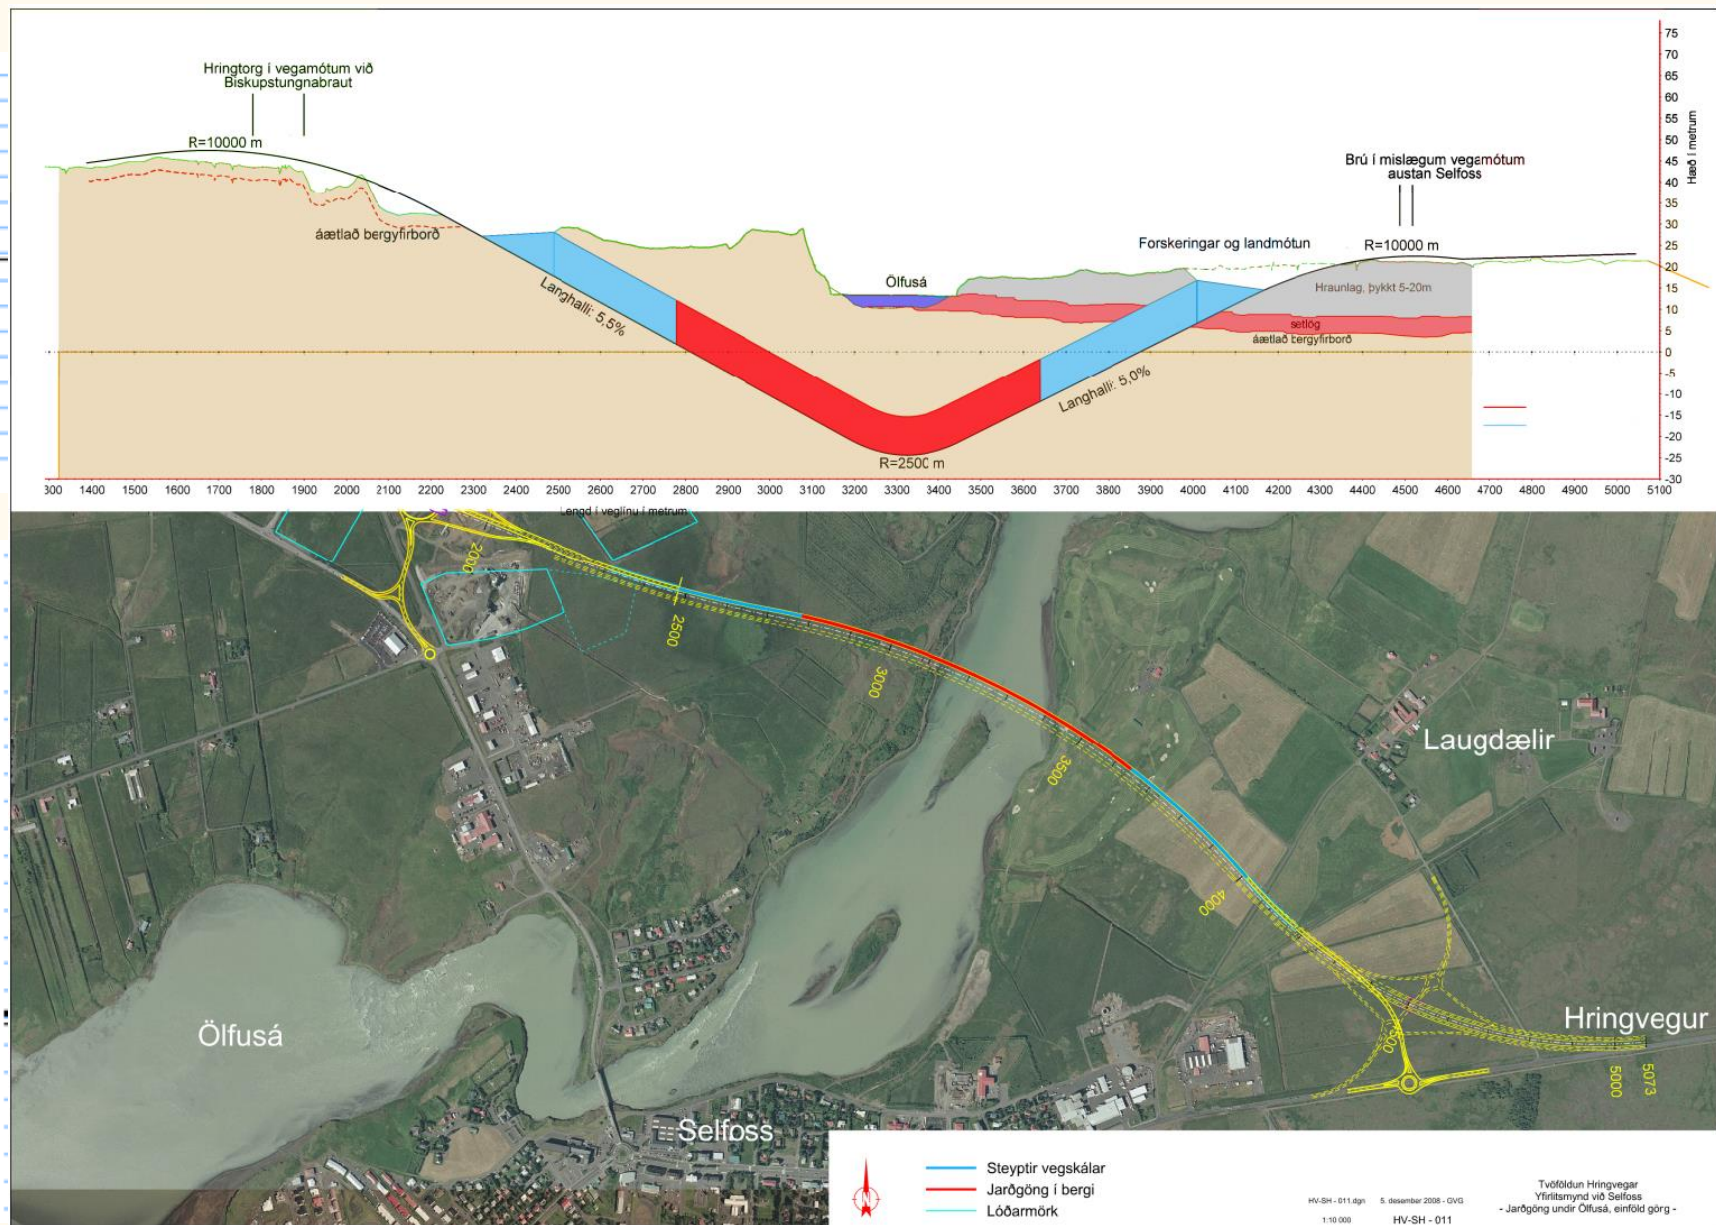 Hringtorg í vegamótum við
Biskupstungnabraut
R=10000 m
áætlað bergyfirborð
Langhalli: 5,5%
Ölfusá
R=2500 m
Langhalli: 5,0%
Forskeringar og landmótun
Brú í mislægum vegamótum
austan Selfoss
R=10000 m
Hraunlag, þykkt 5-20m
setlög
áætlað bergyfirborð
Hæð í metrum
75
70
65
60
55
50
45
40
35
30
25
20
15
10
5
0
-5
-10
-15
-20
-25
-30
300 1400 1500 1600 1700 1800 1900 2000 2100 2200 2300 2400 2500 2600 2700 2800 2900 3000 3100 3200 3300 3400 3500 3600 3700 3800 3900 4000 4100 4200 4300 4400 4500 4600 4700 4800 4900 5000 5100
Lengd í veglínu í metrum
2000
2500
3000
3500
4000
4500
5000
5073
Laugdælir
Hringvegur
Ölfusá
Selfoss
N
Steyptir vegskálar
Jarðgöng í bergi
Lóðarmörk
HV-SH - 011.dgn 5. desember 2008 - GVG
1:10 000 HV-SH - 011
Tvöföldun Hringvegar
Yfirlitsmynd við Selfoss
- Jarðgöng undir Ölfusá, einföld görg -